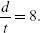 d/t = 8.